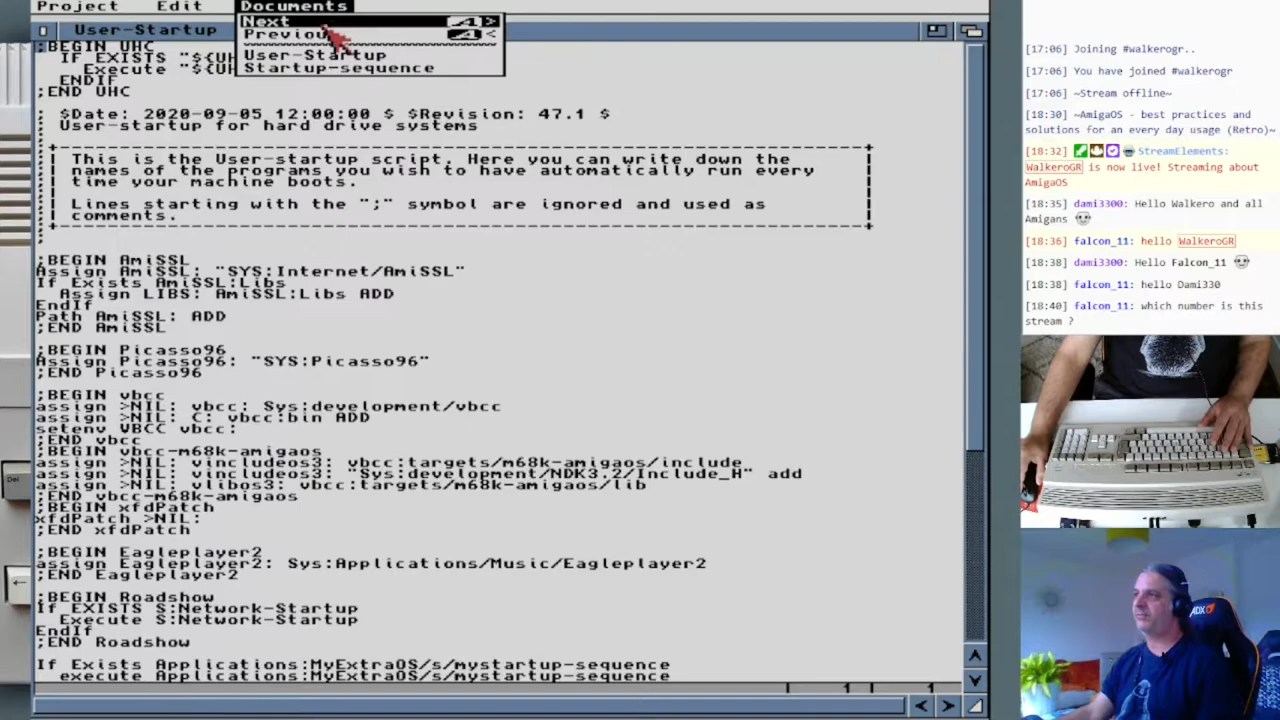 Project Edit Documents
Next A >
Previou A <
User-Startup
Startup-sequence
User-Startup
;BEGIN UHC
IF EXISTS "${UH
Execute "${UH
ENDIF
;END UHC
; $Date: 2020-09-05 12:00:00 $ $Revision: 47.1 $
; User-startup for hard drive systems
; This is the User-startup script. Here you can write down the
; names of the programs you wish to have automatically run every
; time your machine boots.
; Lines starting with the ";" symbol are ignored and used as
; comments.
;BEGIN AmiSSL
Assign AmiSSL: "SYS:Internet/AmiSSL"
If Exists AmiSSL:Libs
Assign LIBS: AmiSSL:Libs ADD
EndIf
Path AmiSSL: ADD
;END AmiSSL
;BEGIN Picasso96
Assign Picasso96: "SYS:Picasso96"
;END Picasso96
;BEGIN vbcc
assign >NIL: vbcc: Sys:development/vbcc
assign >NIL: C: vbcc:bin ADD
setenv VBCC vbcc:
;END vbcc
;BEGIN vbcc-m68k-amigaos
assign >NIL: vincludeos3: vbcc:targets/m68k-amigaos/include
assign >NIL: vincludeos3: "Sys:development/NDK3.2/Include_H" add
assign >NIL: vlibos3: vbcc:targets/m68k-amigaos/lib
;END vbcc-m68k-amigaos
;BEGIN xfdPatch
xfdPatch >NIL:
;END xfdPatch
;BEGIN Eagleplayer2
assign Eagleplayer2: Sys:Applications/Music/Eagleplayer2
;END Eagleplayer2
;BEGIN Roadshow
If EXISTS S:Network-Startup
Execute S:Network-Startup
EndIf
;END Roadshow
If Exists Applications:MyExtraOS/s/mystartup-sequence
execute Applications:MyExtraOS/s/mystartup-sequence
1 1
[17:06] Joining #walkerogr..
[17:06] You have joined #walkerogr
[17:06] ~Stream offline~
[18:30] ~AmigaOS - best practices and
solutions for an every day usage (Retro)~
[18:32] StreamElements:
WalkeroGR is now live! Streaming about
AmigaOS
[18:35] dami3300: Hello Walkero and all
Amigans
[18:36] falcon_11: hello WalkeroGR
[18:38] dami3300: Hello Falcon_11
[18:38] falcon_11: hello Dami330
[18:40] falcon_11: which number is this
stream ?
Del
ADX